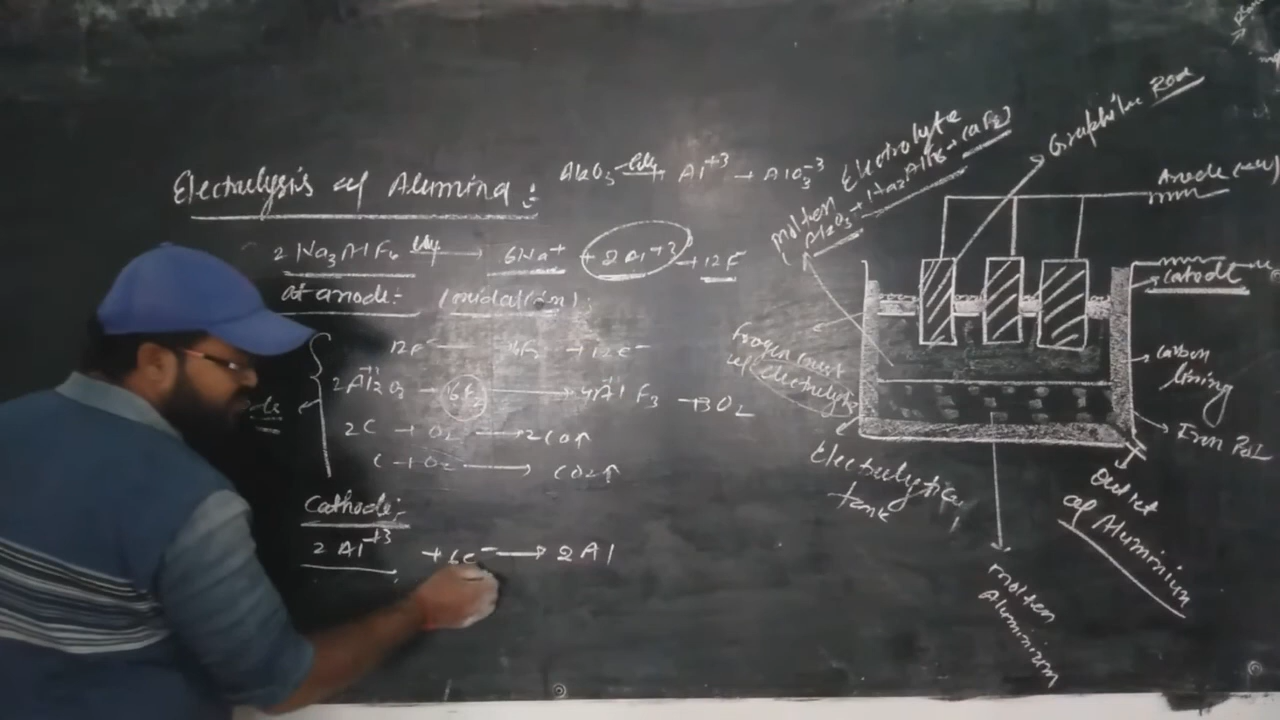 Electrolysis of Alumina :-
Al2O3 ⇌ Al+3 + AlO3-3
2Na3AlF6 ⟶ 6Na+ + 2Al+3 + 12F-
at anode:- (oxidation):
12F- 6F2 + 12e-
2Al2O3 + 6F2 ⟶ 4AlF3 + 3O2
2C + O2 ⟶ 2CO↑
C + O2 ⟶ CO2↑
Cathode:-
2Al+3 + 6e- ⟶ 2Al
molten Electrolyte
Al2O3 + Na3AlF6 + CaF2)
Graphite Rod
Anode
Cathode
Carbon
lining
Iron Pot
of electrolyte
Electrolytic
tank
Outlet
of Aluminium
molten
Aluminium